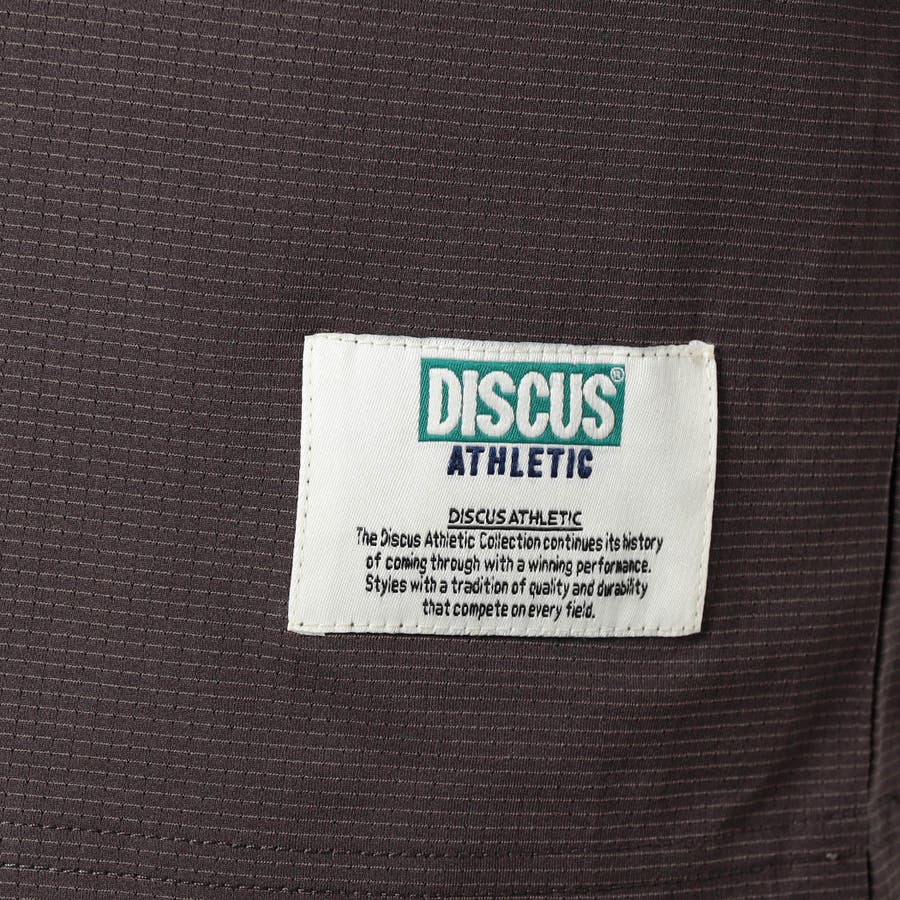 DISCUS®
ATHLETIC
DISCUS ATHLETIC
The Discus Athletic Collection continues its history
of coming through with a winning performance.
Styles with a tradition of quality and durability
that compete on every field.